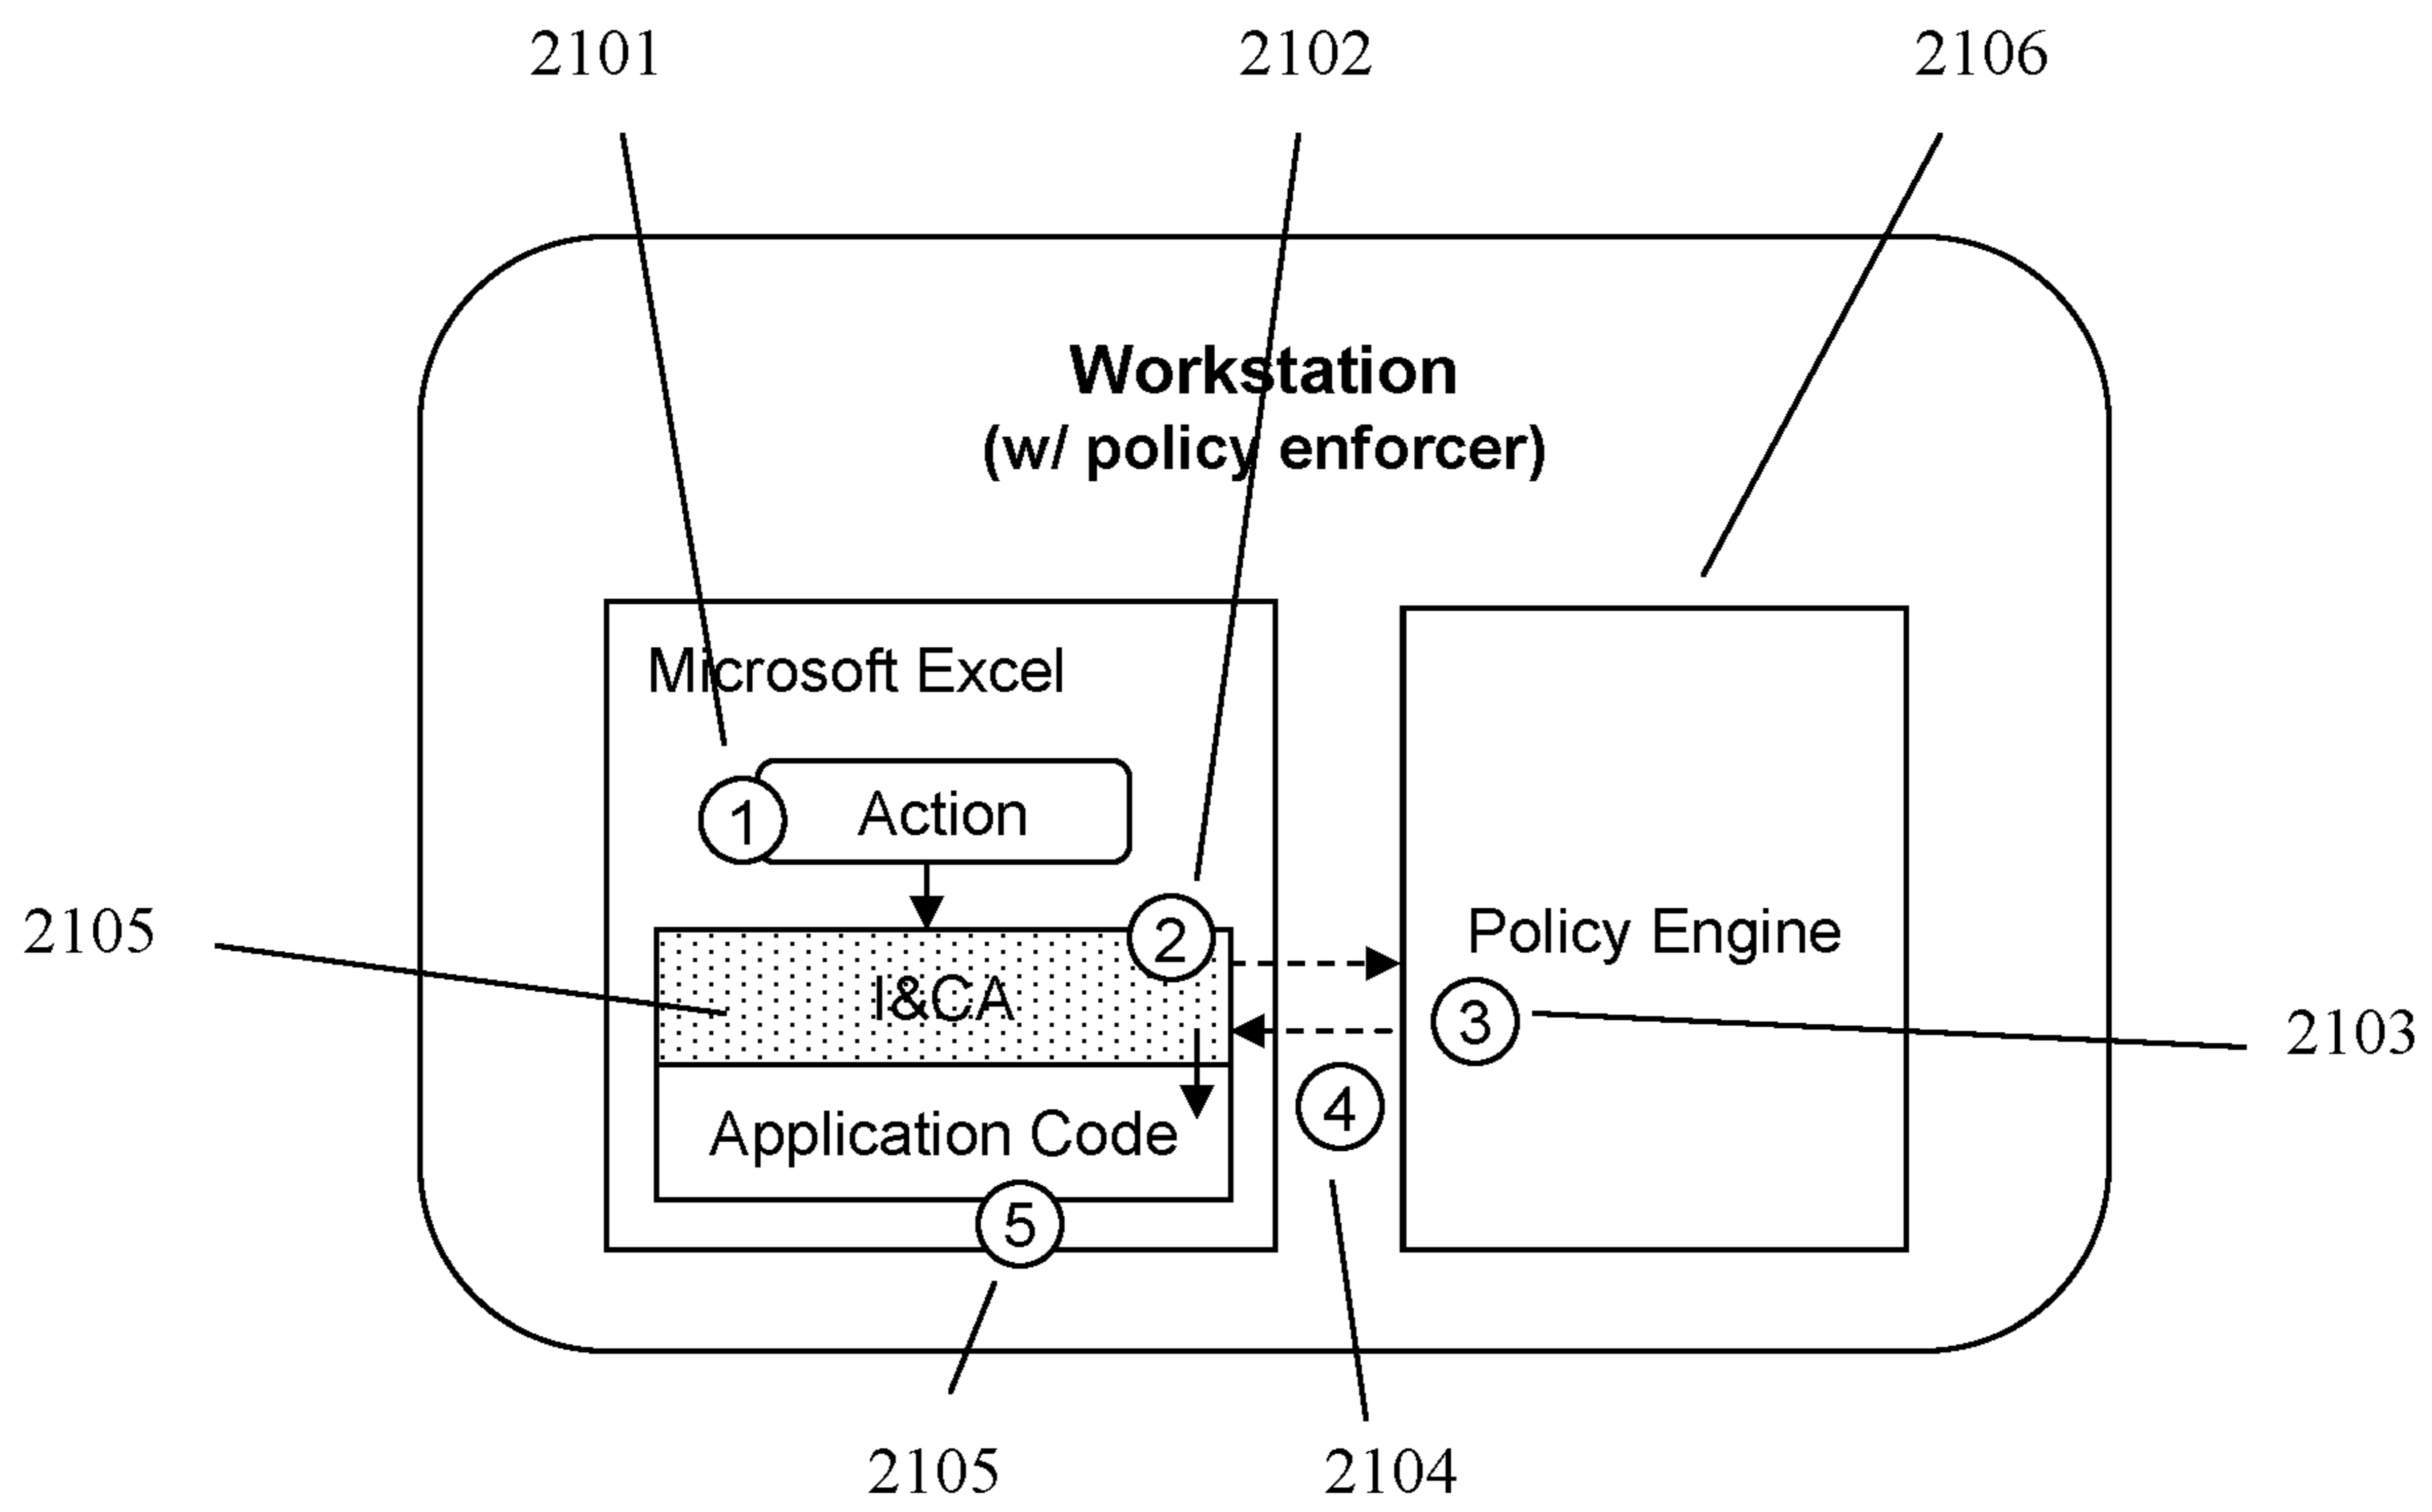 2101
2102
2106
Workstation
(w/ policy enforcer)
Microsoft Excel
1
Action
2
2105
I&CA
Policy Engine
3
2103
4
Application Code
5
2105
2104